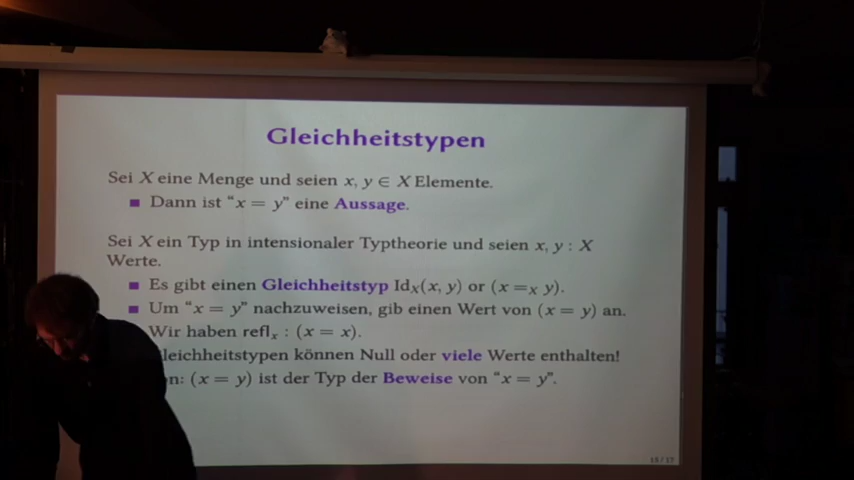 Gleichheitstypen
Sei X eine Menge und seien x, y ∈ X Elemente.
■ Dann ist “x = y” eine Aussage.
Sei X ein Typ in intensionaler Typtheorie und seien x, y : X
Werte.
■ Es gibt einen Gleichheitstyp Id_X(x, y) or (x =_X y).
■ Um “x = y” nachzuweisen, gib einen Wert von (x = y) an.
Wir haben refl_x : (x = x).
leichheitstypen können Null oder viele Werte enthalten!
n: (x = y) ist der Typ der Beweise von “x = y”.